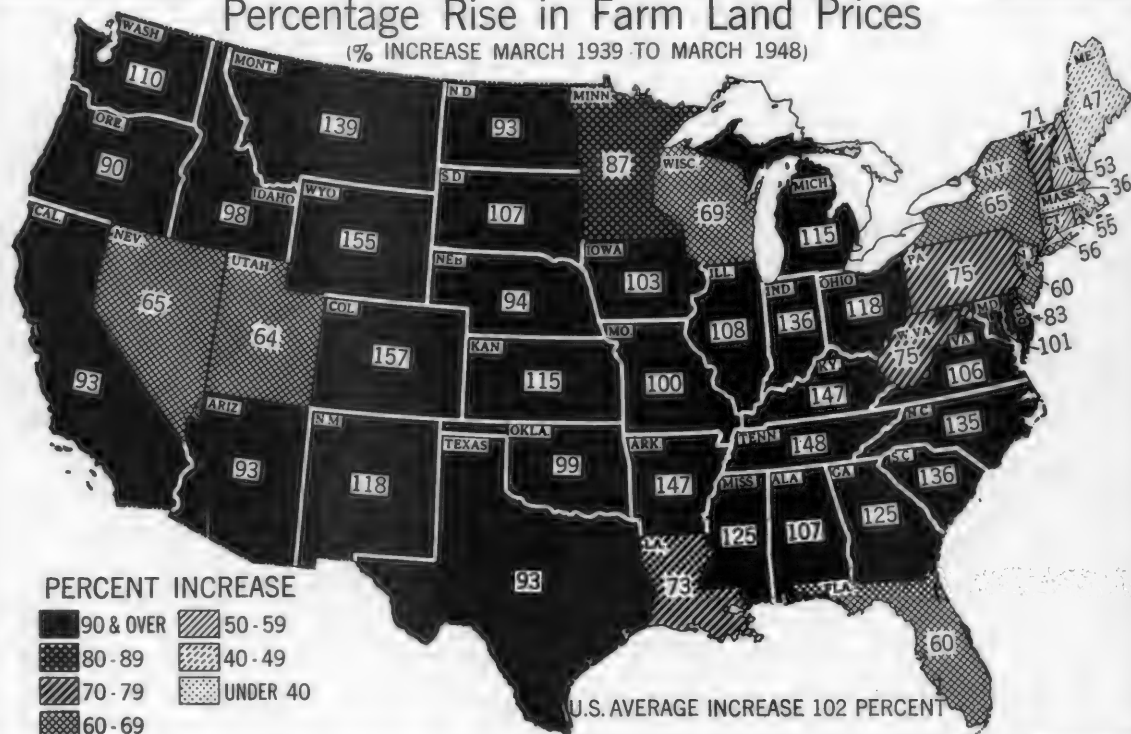 Percentage Rise in Farm Land Prices
(% INCREASE MARCH 1939 TO MARCH 1948)
WASH
110
ORE
90
CAL.
93
NEV.
65
IDAHO
98
MONT.
139
WYO
155
UTAH
64
ARIZ
93
COL
157
N M
118
N D
93
S D
107
NEB
94
KAN
115
OKLA.
99
TEXAS
93
MINN
87
IOWA
103
MO.
100
ARK
147
LA.
73
WISC.
69
ILL.
108
MICH
115
IND
136
OHIO
118
KY
147
TENN
148
MISS
125
ALA
107
GA
125
FLA.
60
S.C.
136
N C
135
VA
106
W.VA
75
PA
75
N.Y.
65
MD
101
83
60
56
CT.
55
MASS
36
N.H.
53
71
ME.
47
PERCENT INCREASE
90 & OVER
80-89
70-79
60-69
50-59
40-49
UNDER 40
U.S. AVERAGE INCREASE 102 PERCENT